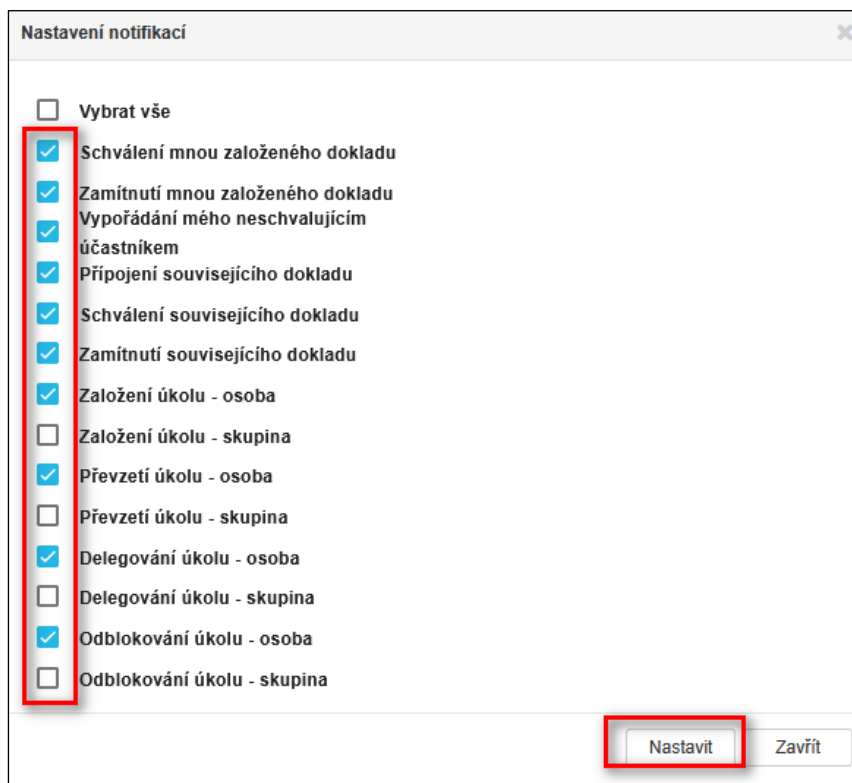 Nastavení notifikací
Vybrat vše
Schválení mnou založeného dokladu
Zamítnutí mnou založeného dokladu
Vypořádání mého neschvalujícím
účastníkem
Přípojení souvisejícího dokladu
Schválení souvisejícího dokladu
Zamítnutí souvisejícího dokladu
Založení úkolu - osoba
Založení úkolu - skupina
Převzetí úkolu - osoba
Převzetí úkolu - skupina
Delegování úkolu - osoba
Delegování úkolu - skupina
Odblokování úkolu - osoba
Odblokování úkolu - skupina
Nastavit Zavřít